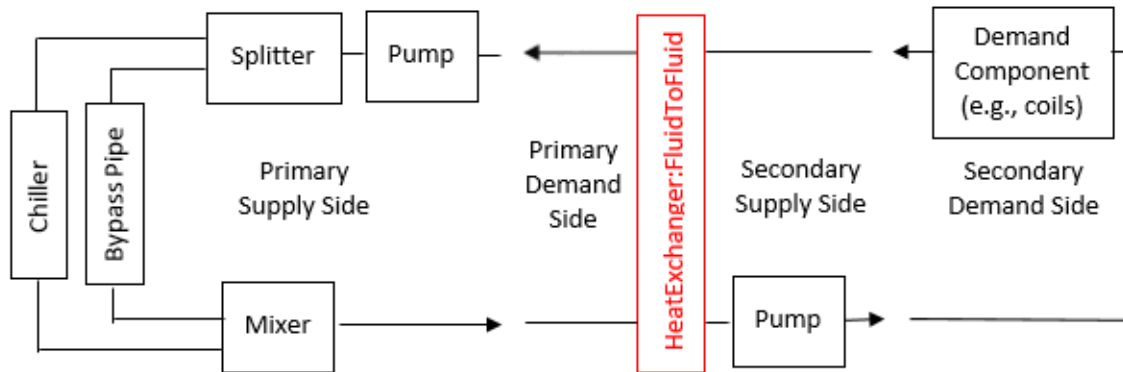 Splitter
Pump
Demand
Component
(e.g., coils)
Chiller
Bypass Pipe
Primary
Supply Side
Primary
Demand
Side
HeatExchanger:FluidToFluid
Secondary
Supply Side
Secondary
Demand Side
Mixer
Pump